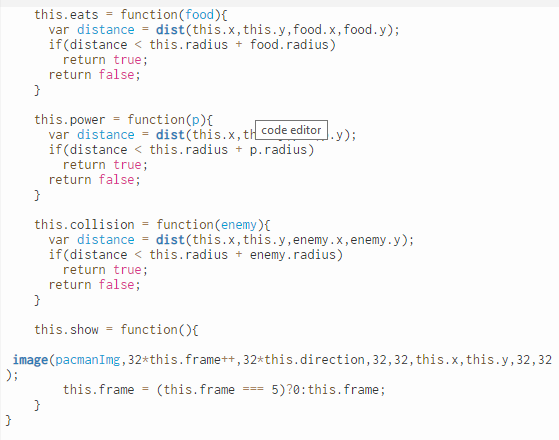 this.eats = function(food){
var distance = dist(this.x,this.y,food.x,food.y);
if(distance < this.radius + food.radius)
return true;
return false;
}
this.power = function(p){
var distance = dist(this.x, .y);
code editor
if(distance < this.radius + p.radius)
return true;
return false;
}
this.collision = function(enemy){
var distance = dist(this.x,this.y,enemy.x,enemy.y);
if(distance < this.radius + enemy.radius)
return true;
return false;
}
this.show = function(){
image(pacmanImg,32*this.frame++,32*this.direction,32,32,this.x,this.y,32,32
);
this.frame = (this.frame === 5)?0:this.frame;
}
}